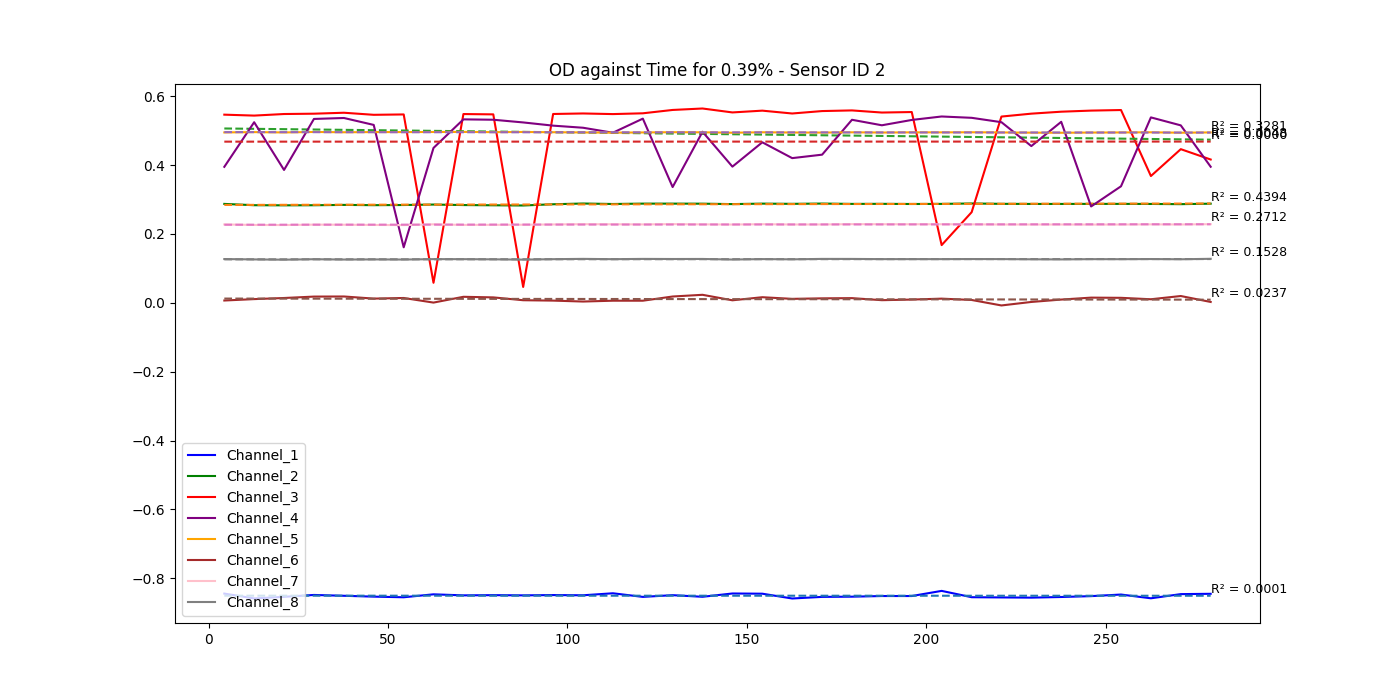 OD against Time for 0.39% - Sensor ID 2
0.6
0.4
0.2
0.0
−0.2
−0.4
−0.6
−0.8
R² = 0.3281
R² = 0.4394
R² = 0.2712
R² = 0.1528
R² = 0.0237
R² = 0.0001
Channel_1
Channel_2
Channel_3
Channel_4
Channel_5
Channel_6
Channel_7
Channel_8
0
50
100
150
200
250